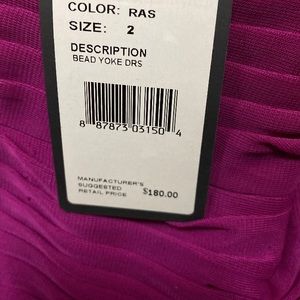 COLOR: RAS
SIZE: 2
DESCRIPTION
BEAD YOKE DRS
8 87873 03150 4
MANUFACTURER'S
SUGGESTED
RETAIL PRICE $180.00